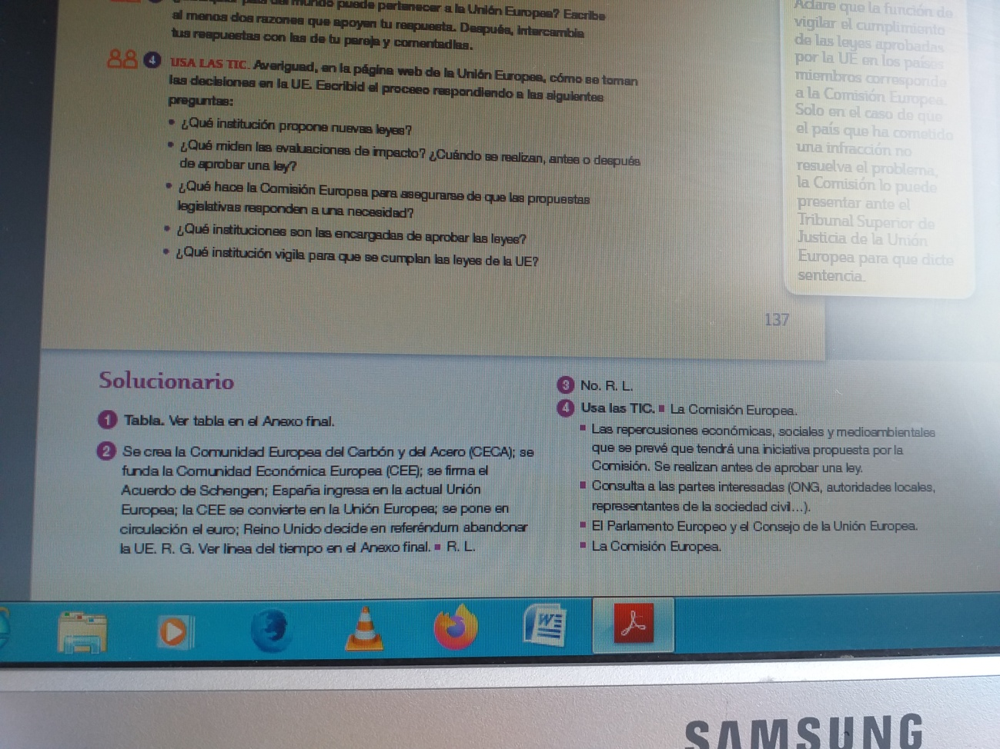 puede pertenecer a la Unión Europea? Escribe
al menos dos razones que apoyen tu respuesta. Después, intercambia
tus respuestas con las de tu pareja y comentadlas.
4 USA LAS TIC. Averiguad, en la página web de la Unión Europea, cómo se toman
las decisiones en la UE. Escribid el proceso respondiendo a las siguientes
preguntas:
• ¿Qué institución propone nuevas leyes?
• ¿Qué miden las evaluaciones de impacto? ¿Cuándo se realizan, antes o después
de aprobar una ley?
• ¿Qué hace la Comisión Europea para asegurarse de que las propuestas
legislativas responden a una necesidad?
• ¿Qué instituciones son las encargadas de aprobar las leyes?
• ¿Qué institución vigila para que se cumplan las leyes de la UE?
Aclare que la función de
vigilar el cumplimiento
de las leyes aprobadas
por la UE en los países
miembros corresponde
a la Comisión Europea.
Solo en el caso de que
el país que ha cometido
una infracción no
resuelva el problema,
la Comisión lo puede
presentar ante el
Tribunal Superior de
Justicia de la Unión
Europea para que dicte
sentencia.
137
Solucionario
1 Tabla. Ver tabla en el Anexo final.
2 Se crea la Comunidad Europea del Carbón y del Acero (CECA); se
funda la Comunidad Económica Europea (CEE); se firma el
Acuerdo de Schengen; España ingresa en la actual Unión
Europea; la CEE se convierte en la Unión Europea; se pone en
circulación el euro; Reino Unido decide en referéndum abandonar
la UE. R. G. Ver línea del tiempo en el Anexo final. ■ R. L.
3 No. R. L.
4 Usa las TIC. ■ La Comisión Europea.
■ Las repercusiones económicas, sociales y medioambientales
que se prevé que tendrá una iniciativa propuesta por la
Comisión. Se realizan antes de aprobar una ley.
■ Consulta a las partes interesadas (ONG, autoridades locales,
representantes de la sociedad civil...).
■ El Parlamento Europeo y el Consejo de la Unión Europea.
■ La Comisión Europea.
W
SAMSUNG